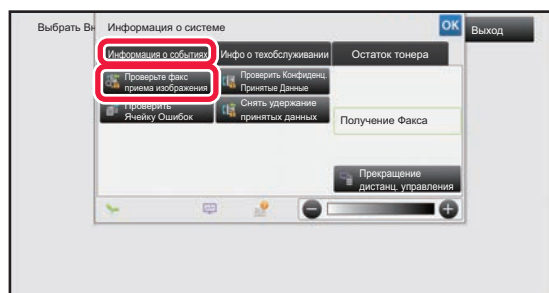 Выбрать Вн
Информация о системе
OK
Выход
Информация о событиях
Инфо о техобслуживании
Остаток тонера
Проверьте факс
приема изображения
Проверить Конфиденц.
Принятые Данные
Проверить
Ячейку Ошибок
Снять удержание
принятых данных
Получение Факса
Прекращение
дистанц. управления